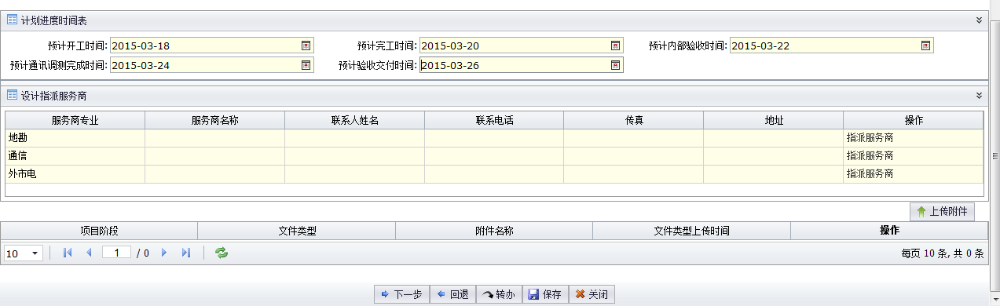 计划进度时间表
预计开工时间: 2015-03-18 预计完工时间: 2015-03-20 预计内部验收时间: 2015-03-22
预计通讯调测完成时间: 2015-03-24 预计验收交付时间: 2015-03-26
设计指派服务商
服务商专业 服务商名称 联系人姓名 联系电话 传真 地址 操作
地勘 指派服务商
通信 指派服务商
外市电 指派服务商
上传附件
项目阶段 文件类型 附件名称 文件类型上传时间 操作
10 1 / 0 每页 10 条, 共 0 条
下一步 回退 转办 保存 关闭